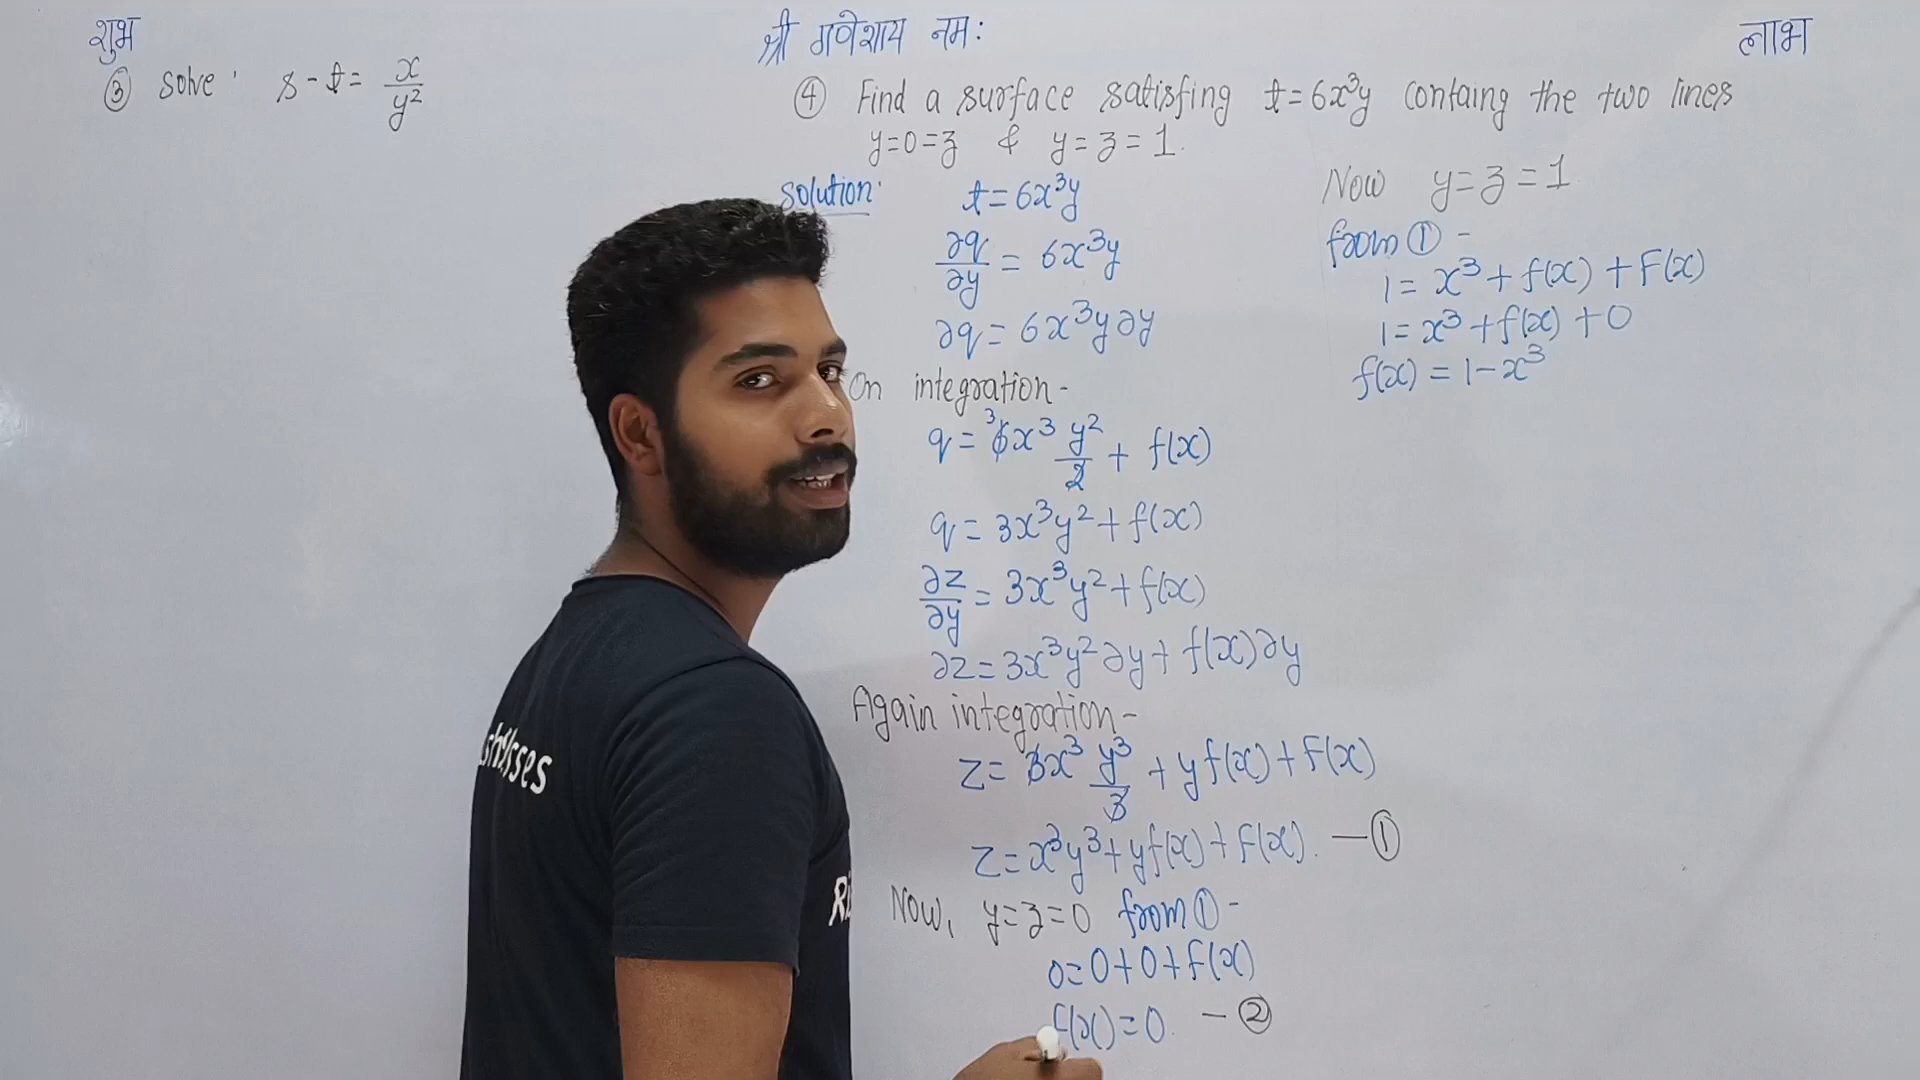 शुभ
श्री गणेशाय नमः
लाभ
③ solve: s - t = x/y²
④ Find a surface satisfing t = 6x³y containg the two lines
y = 0 = z & y = z = 1.
Solution:
t = 6x³y
∂q/∂y = 6x³y
∂q = 6x³y ∂y
On integration-
q = ³6x³ y²/2 + f(x)
q = 3x³y² + f(x)
∂z/∂y = 3x³y² + f(x)
∂z = 3x³y² ∂y + f(x) ∂y
Again integration-
z = 3x³ y³/3 + y f(x) + F(x)
z = x³y³ + y f(x) + F(x). — ①
Now, y = z = 0 from ① -
0 = 0 + 0 + F(x)
F(x) = 0. - ②
Now y = z = 1
from ① -
1 = x³ + f(x) + F(x)
1 = x³ + f(x) + 0
f(x) = 1 - x³